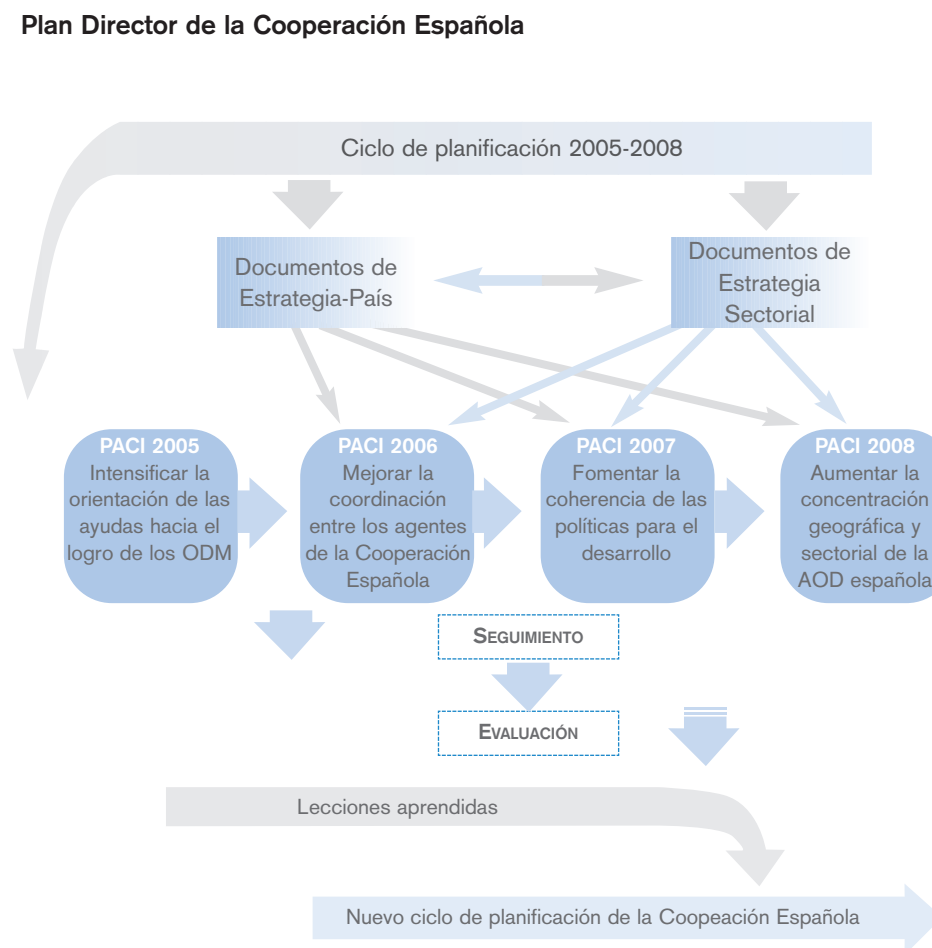 Plan Director de la Cooperación Española
Ciclo de planificación 2005-2008
Documentos de
Estrategia-País
Documentos de
Estrategia
Sectorial
PACI 2005
Intensificar la
orientación de las
ayudas hacia el
logro de los ODM
PACI 2006
Mejorar la
coordinación
entre los agentes
de la Cooperación
Española
PACI 2007
Fomentar la
coherencia de las
políticas para el
desarrollo
PACI 2008
Aumentar la
concentración
geográfica y
sectorial de la
AOD española
SEGUIMIENTO
EVALUACIÓN
Lecciones aprendidas
Nuevo ciclo de planificación de la Coopeación Española